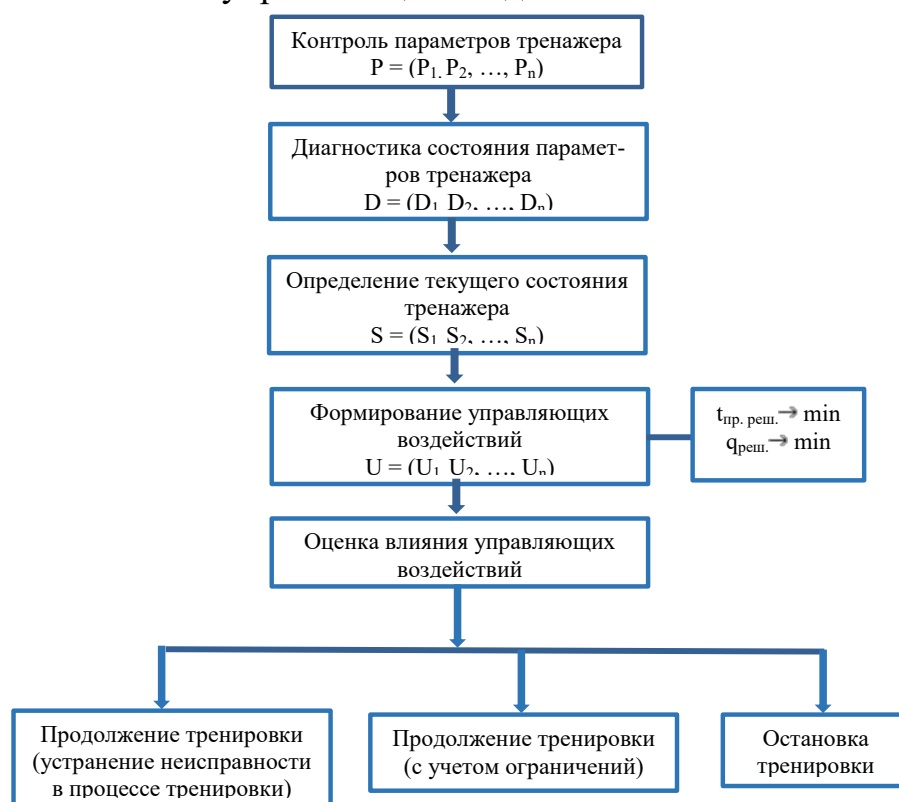 Контроль параметров тренажера
P = (P₁, P₂, …, Pₙ)
Диагностика состояния парамет-
ров тренажера
D = (D₁ D₂, …, Dₙ)
Определение текущего состояния
тренажера
S = (S₁ S₂, …, Sₙ)
Формирование управляющих
воздействий
U = (U₁ U₂, …, Uₙ)
tпр. реш.→ min
qреш.→ min
Оценка влияния управляющих
воздействий
Продолжение тренировки
(устранение неисправности
в процессе тренировки)
Продолжение тренировки
(с учетом ограничений)
Остановка
тренировки